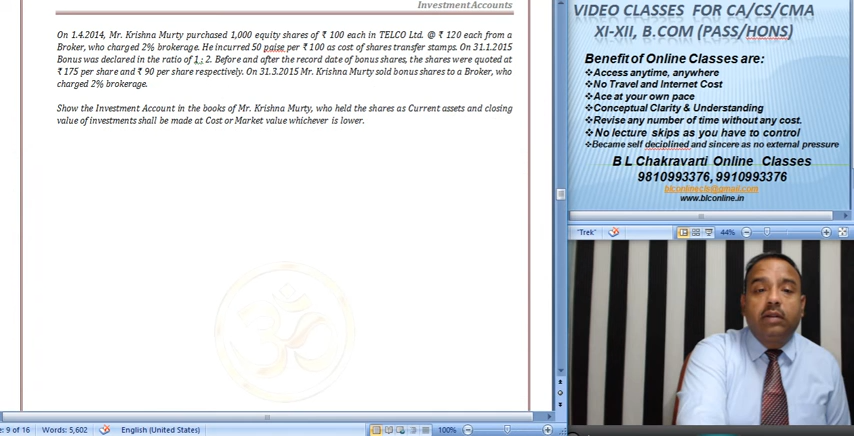 Investment Accounts
On 1.4.2014, Mr. Krishna Murty purchased 1,000 equity shares of ₹ 100 each in TELCO Ltd. @ ₹ 120 each from a
Broker, who charged 2% brokerage. He incurred 50 paise per ₹ 100 as cost of shares transfer stamps. On 31.1.2015
Bonus was declared in the ratio of 1 : 2. Before and after the record date of bonus shares, the shares were quoted at
₹ 175 per share and ₹ 90 per share respectively. On 31.3.2015 Mr. Krishna Murty sold bonus shares to a Broker, who
charged 2% brokerage.
Show the Investment Account in the books of Mr. Krishna Murty, who held the shares as Current assets and closing
value of investments shall be made at Cost or Market value whichever is lower.
e: 9 of 16 Words: 5,602 English (United States) 100%
VIDEO CLASSES FOR CA/CS/CMA
XI-XII, B.COM (PASS/HONS)
Benefit of Online Classes are:
❖Access anytime, anywhere
❖No Travel and Internet Cost
❖Ace at your own pace
❖Conceptual Clarity & Understanding
❖Revise any number of time without any cost.
❖No lecture skips as you have to control
❖Became self deciplined and sincere as no external pressure
B L Chakravarti Online Classes
9810993376, 9910993376
www.blconline.in
"Trek" 44%